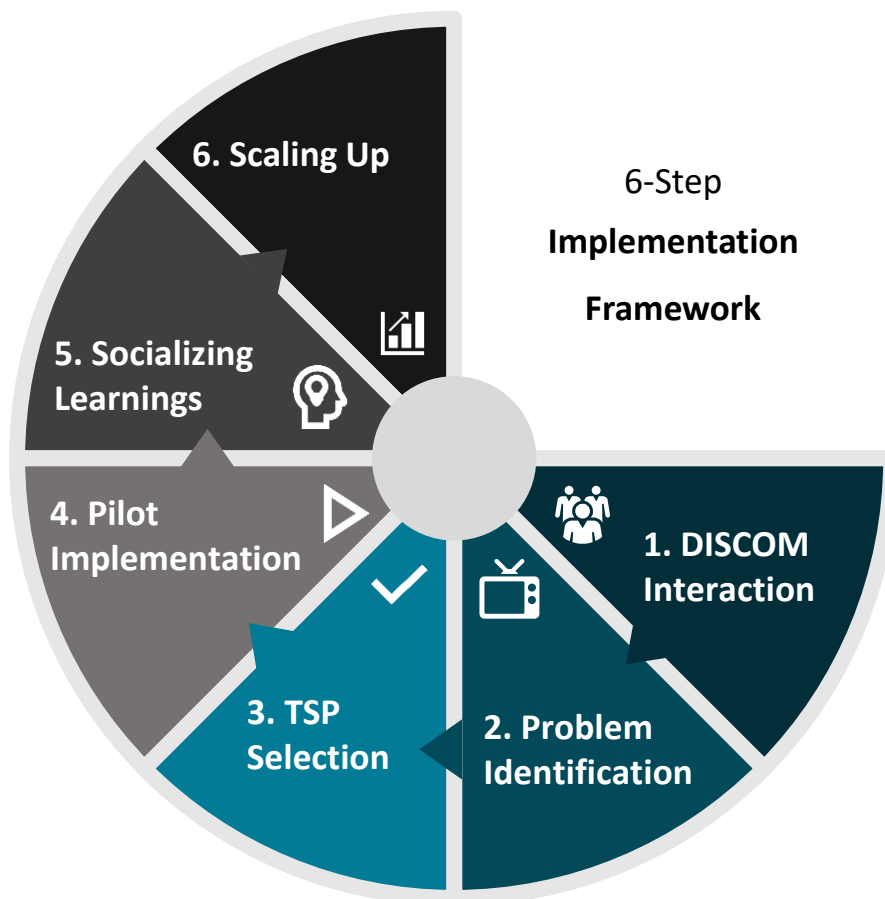 6-Step
Implementation
Framework
1. DISCOM
Interaction
2. Problem
Identification
3. TSP
Selection
4. Pilot
Implementation
5. Socializing
Learnings
6. Scaling Up